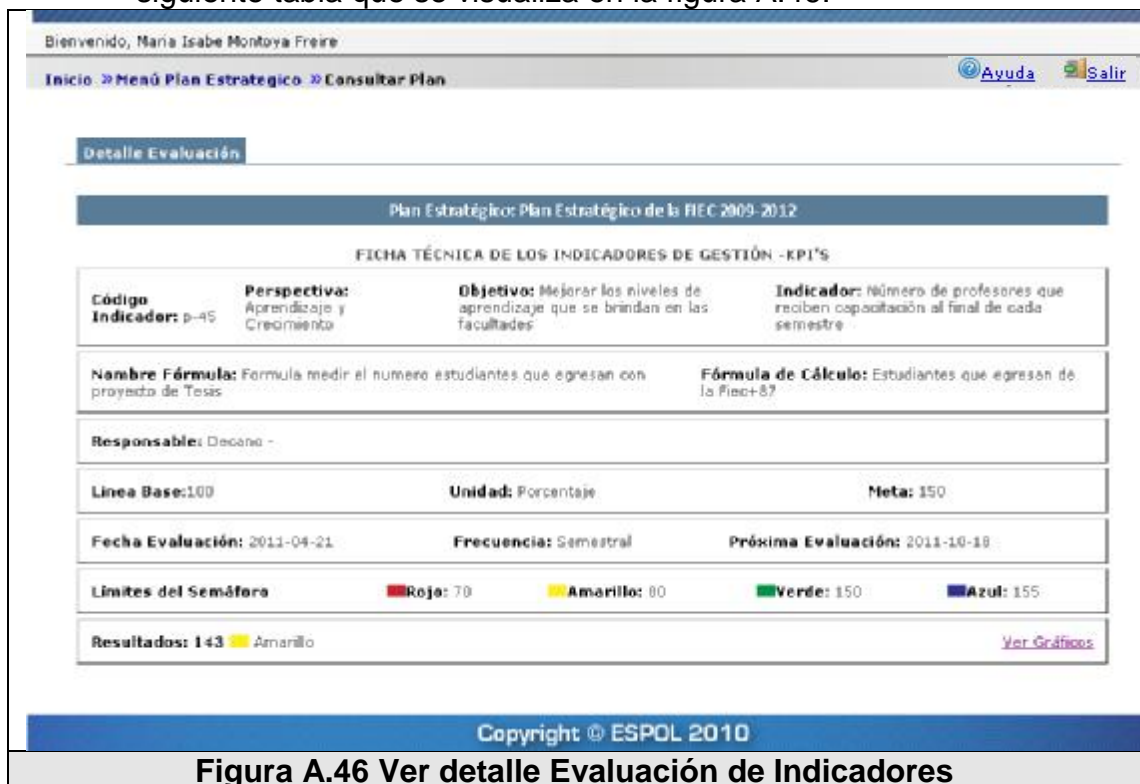 siguiente tabla que se visualiza en la figura A.46.
Bienvenido, Maria Isabe Montoya Freire
Inicio » Menú Plan Estrategico » Consultar Plan
Ayuda Salir
Detalle Evaluación
Plan Estratégico: Plan Estratégico de la FIEC 2009-2012
FICHA TÉCNICA DE LOS INDICADORES DE GESTIÓN -KPI'S
Código Indicador: p-45
Perspectiva: Aprendizaje y Crecimiento
Objetivo: Mejorar los niveles de aprendizaje que se brindan en las facultades
Indicador: Número de profesores que reciben capacitación al final de cada semestre
Nombre Fórmula: Formula medir el numero estudiantes que egresan con proyecto de Tesis
Fórmula de Cálculo: Estudiantes que egresan de la Fiec+87
Responsable: Decano -
Linea Base:100 Unidad: Porcentaje Meta: 150
Fecha Evaluación: 2011-04-21 Frecuencia: Semestral Próxima Evaluación: 2011-10-18
Límites del Semáforo Rojo: 70 Amarillo: 80 Verde: 150 Azul: 155
Resultados: 143 Amarillo Ver Gráficos
Copyright © ESPOL 2010
Figura A.46 Ver detalle Evaluación de Indicadores